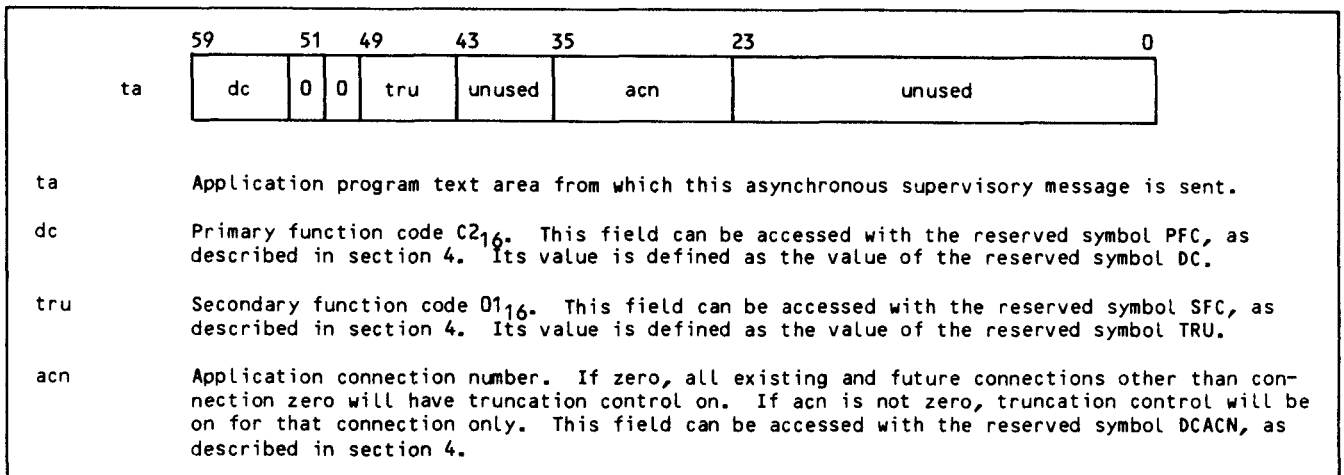 59 51 49 43 35 23 0
ta dc 0 0 tru unused acn unused
ta Application program text area from which this asynchronous supervisory message is sent.
dc Primary function code C2₁₆. This field can be accessed with the reserved symbol PFC, as
described in section 4. Its value is defined as the value of the reserved symbol DC.
tru Secondary function code 01₁₆. This field can be accessed with the reserved symbol SFC, as
described in section 4. Its value is defined as the value of the reserved symbol TRU.
acn Application connection number. If zero, all existing and future connections other than con-
nection zero will have truncation control on. If acn is not zero, truncation control will be
on for that connection only. This field can be accessed with the reserved symbol DCACN, as
described in section 4.